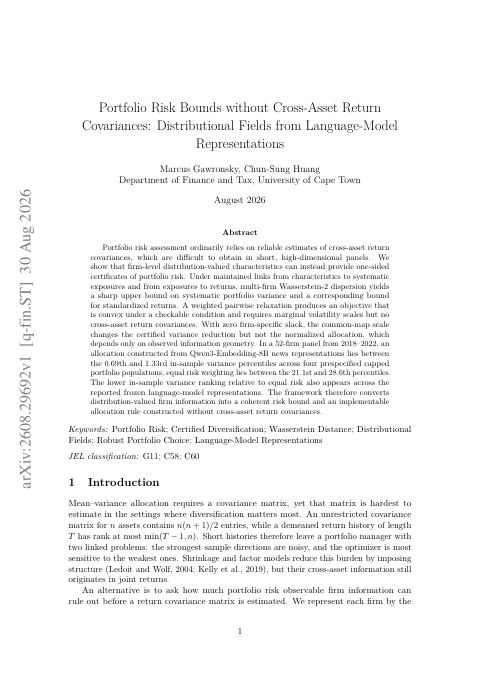 Portfolio Risk Bounds without Cross-Asset Return
Covariances: Distributional Fields from Language-Model
Representations
Marcus Gawronsky, Chun-Sung Huang
Department of Finance and Tax, University of Cape Town
August 2026
Abstract
Portfolio risk assessment ordinarily relies on reliable estimates of cross-asset return
covariances, which are difficult to obtain in short, high-dimensional panels. We
show that firm-level distribution-valued characteristics can instead provide one-sided
certificates of portfolio risk. Under maintained links from characteristics to systematic
exposures and from exposures to returns, multi-firm Wasserstein-2 dispersion yields
a sharp upper bound on systematic portfolio variance and a corresponding bound
for standardized returns. A weighted pairwise relaxation produces an objective that
is convex under a checkable condition and requires marginal volatility scales but no
cross-asset return covariances. With zero firm-specific slack, the common-map scale
changes the certified variance reduction but not the normalized allocation, which
depends only on observed information geometry. In a 52-firm panel from 2018–2022, an
allocation constructed from Qwen3-Embedding-8B news representations lies between
the 0.69th and 1.33rd in-sample variance percentiles across four prespecified capped
portfolio populations; equal risk weighting lies between the 21.1st and 28.6th percentiles.
The lower in-sample variance ranking relative to equal risk also appears across the
reported frozen language-model representations. The framework therefore converts
distributional firm information into a coherent risk bound and an implementable
allocation rule constructed without cross-asset return covariances.
Keywords: Portfolio Risk; Certified Diversification; Wasserstein Distance; Distributional
Fields; Robust Portfolio Choice; Language-Model Representations
JEL classification: G11; C58; C60
1 Introduction
Mean–variance allocation requires a covariance matrix, yet that matrix is hardest to
estimate in the settings where diversification matters most. An unrestricted covariance
matrix for n assets contains n(n + 1)/2 entries, while a demeaned return history of length
T has rank at most min(T − 1, n). Short histories therefore leave a portfolio manager with
two linked problems: the strongest sample directions are noisy, and the optimizer is most
sensitive to the weakest ones. Shrinkage and factor models reduce this burden by imposing
structure (Ledoit and Wolf, 2004; Kelly et al., 2019), but their cross-asset information still
originates in joint returns.
An alternative is to ask how much portfolio risk observable firm information can
rule out before a return covariance matrix is estimated. We represent each firm by the
1
arXiv:2608.29692v1 [q-fin.ST] 30 Aug 2026